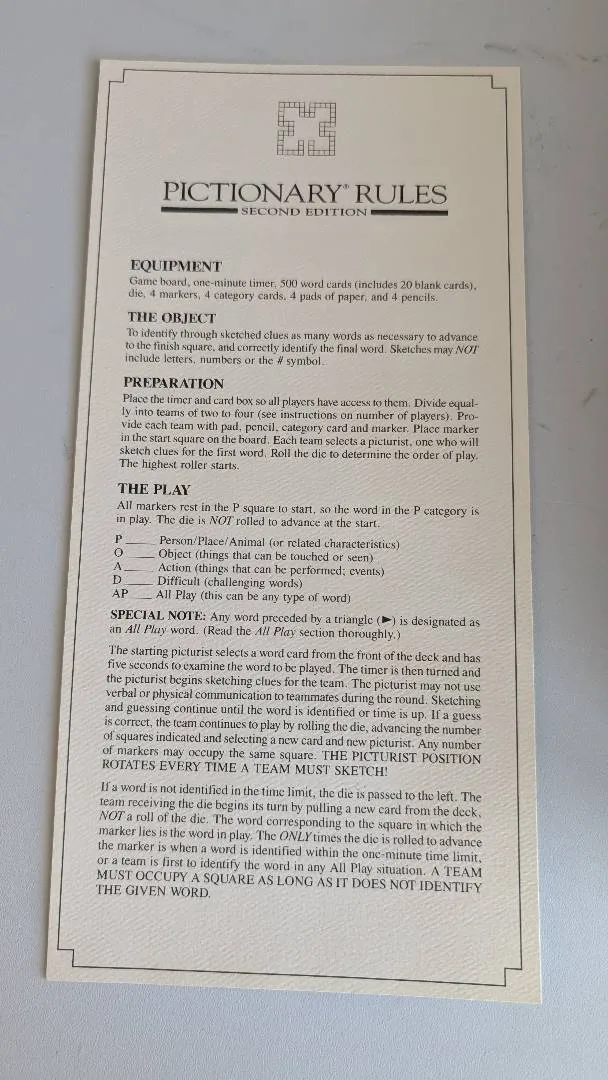 PICTIONARY® RULES
SECOND EDITION
EQUIPMENT
Game board, one-minute timer, 500 word cards (includes 20 blank cards),
die, 4 markers, 4 category cards, 4 pads of paper, and 4 pencils.
THE OBJECT
To identify through sketched clues as many words as necessary to advance
to the finish square, and correctly identify the final word. Sketches may NOT
include letters, numbers or the # symbol.
PREPARATION
Place the timer and card box so all players have access to them. Divide equal-
ly into teams of two to four (see instructions on number of players). Pro-
vide each team with pad, pencil, category card and marker. Place marker
in the start square on the board. Each team selects a picturist, one who will
sketch clues for the first word. Roll the die to determine the order of play.
The highest roller starts.
THE PLAY
All markers rest in the P square to start, so the word in the P category is
in play. The die is NOT rolled to advance at the start.
P ____ Person/Place/Animal (or related characteristics)
O ____ Object (things that can be touched or seen)
A ____ Action (things that can be performed; events)
D ____ Difficult (challenging words)
AP ___ All Play (this can be any type of word)
SPECIAL NOTE: Any word preceded by a triangle (►) is designated as
an All Play word. (Read the All Play section thoroughly.)
The starting picturist selects a word card from the front of the deck and has
five seconds to examine the word to be played. The timer is then turned and
the picturist begins sketching clues for the team. The picturist may not use
verbal or physical communication to teammates during the round. Sketching
and guessing continue until the word is identified or time is up. If a guess
is correct, the team continues to play by rolling the die, advancing the number
of squares indicated and selecting a new card and new picturist. Any number
of markers may occupy the same square. THE PICTURIST POSITION
ROTATES EVERY TIME A TEAM MUST SKETCH!
If a word is not identified in the time limit, the die is passed to the left. The
team receiving the die begins its turn by pulling a new card from the deck,
NOT a roll of the die. The word corresponding to the square in which the
marker lies is the word in play. The ONLY times the die is rolled to advance
the marker is when a word is identified within the one-minute time limit,
or a team is first to identify the word in any All Play situation. A TEAM
MUST OCCUPY A SQUARE AS LONG AS IT DOES NOT IDENTIFY
THE GIVEN WORD.